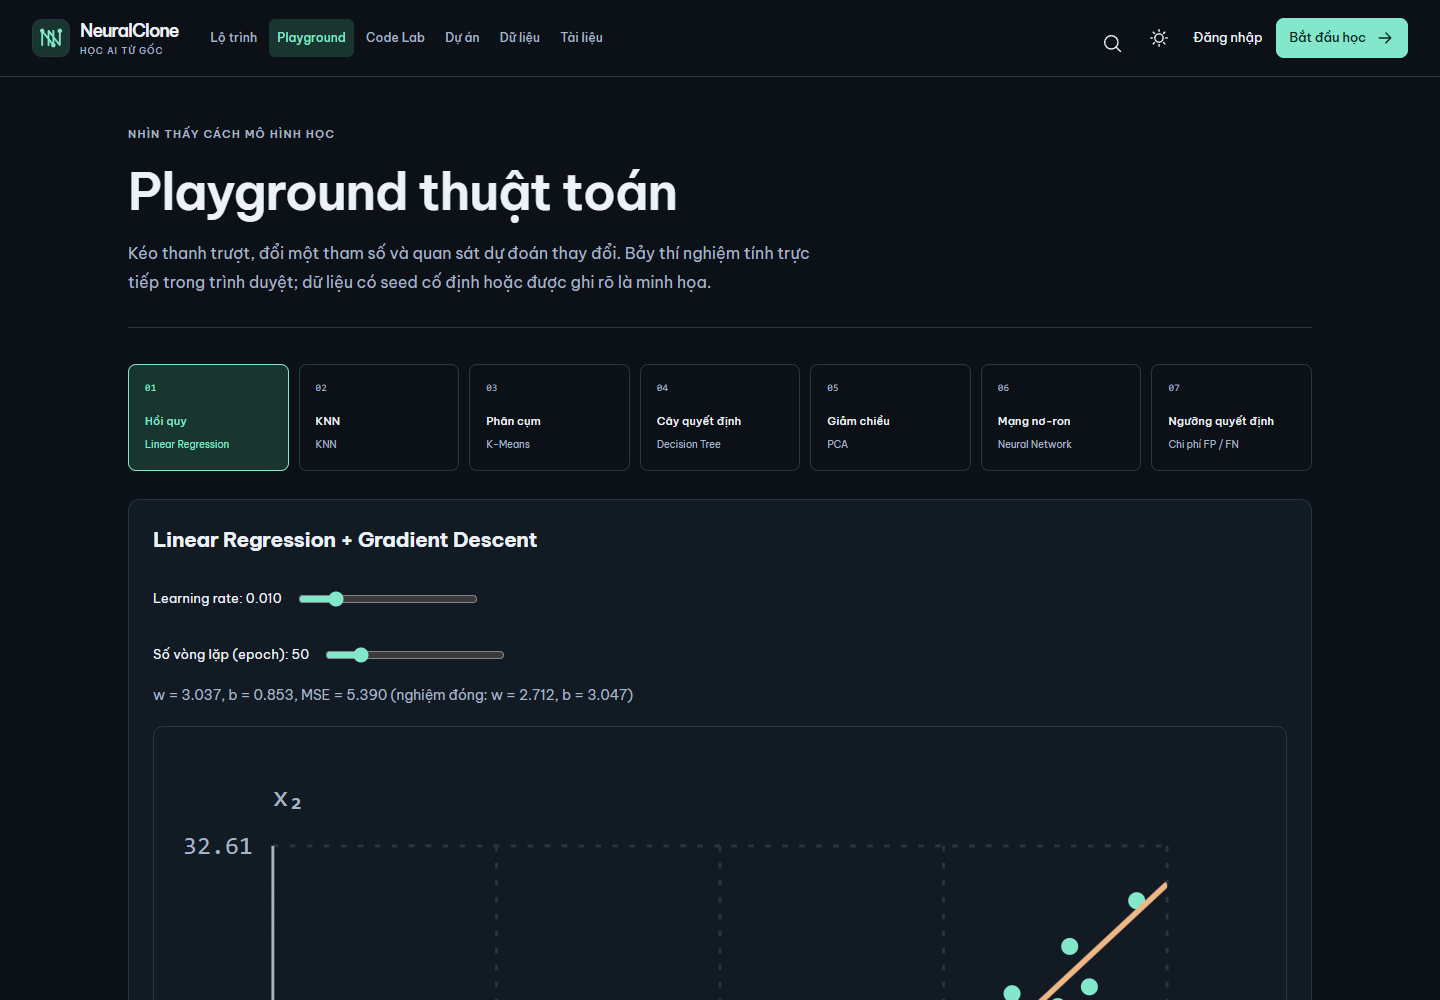 NeuralClone
HỌC AI TỪ GỐC
Lộ trình
Playground
Code Lab
Dự án
Dữ liệu
Tài liệu
Đăng nhập
Bắt đầu học
NHÌN THẤY CÁCH MÔ HÌNH HỌC
Playground thuật toán
Kéo thanh trượt, đổi một tham số và quan sát dự đoán thay đổi. Bảy thí nghiệm tính trực
tiếp trong trình duyệt; dữ liệu có seed cố định hoặc được ghi rõ là minh họa.
01
Hồi quy
Linear Regression
02
KNN
KNN
03
Phân cụm
K-Means
04
Cây quyết định
Decision Tree
05
Giảm chiều
PCA
06
Mạng nơ-ron
Neural Network
07
Ngưỡng quyết định
Chi phí FP / FN
Linear Regression + Gradient Descent
Learning rate: 0.010
Số vòng lặp (epoch): 50
w = 3.037, b = 0.853, MSE = 5.390 (nghiệm đóng: w = 2.712, b = 3.047)
x₂
32.61